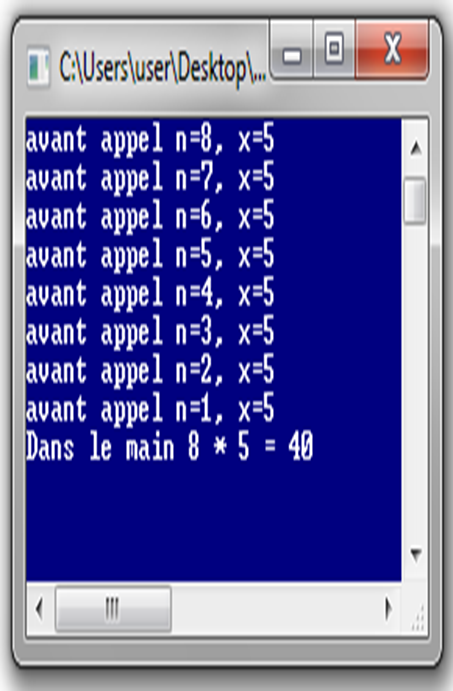 C:\Users\user\Desktop\...
avant appel n=8, x=5
avant appel n=7, x=5
avant appel n=6, x=5
avant appel n=5, x=5
avant appel n=4, x=5
avant appel n=3, x=5
avant appel n=2, x=5
avant appel n=1, x=5
Dans le main 8 * 5 = 40